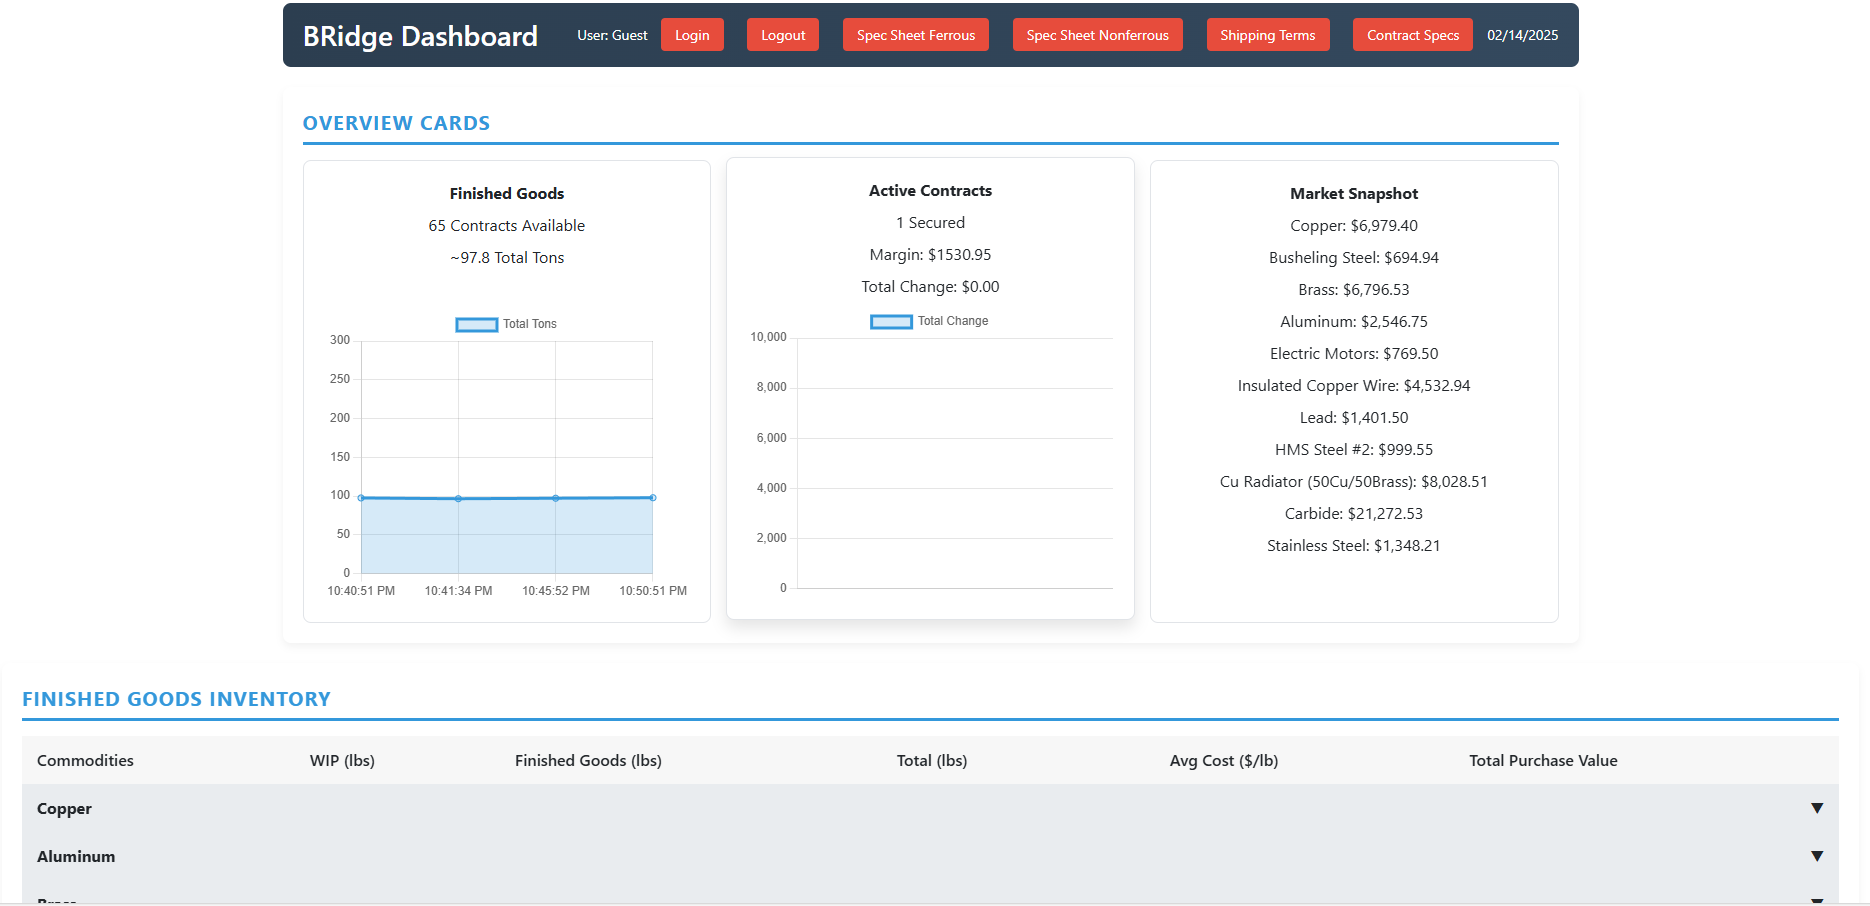 BRidge Dashboard User: Guest Login Logout Spec Sheet Ferrous Spec Sheet Nonferrous Shipping Terms Contract Specs 02/14/2025
OVERVIEW CARDS
Finished Goods
65 Contracts Available
~97.8 Total Tons
Total Tons
300
250
200
150
100
50
0
10:40:51 PM 10:41:34 PM 10:45:52 PM 10:50:51 PM
Active Contracts
1 Secured
Margin: $1530.95
Total Change: $0.00
Total Change
10,000
8,000
6,000
4,000
2,000
0
Market Snapshot
Copper: $6,979.40
Busheling Steel: $694.94
Brass: $6,796.53
Aluminum: $2,546.75
Electric Motors: $769.50
Insulated Copper Wire: $4,532.94
Lead: $1,401.50
HMS Steel #2: $999.55
Cu Radiator (50Cu/50Brass): $8,028.51
Carbide: $21,272.53
Stainless Steel: $1,348.21
FINISHED GOODS INVENTORY
Commodities WIP (lbs) Finished Goods (lbs) Total (lbs) Avg Cost ($/lb) Total Purchase Value
Copper ▼
Aluminum ▼
Brass